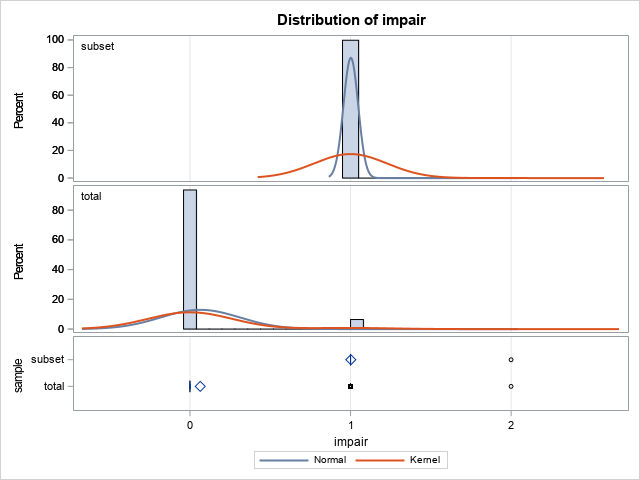 Distribution of impair
subset
100
80
60
40
20
0
Percent
total
80
60
40
20
0
Percent
subset
total
sample
0 1 2
impair
Normal Kernel